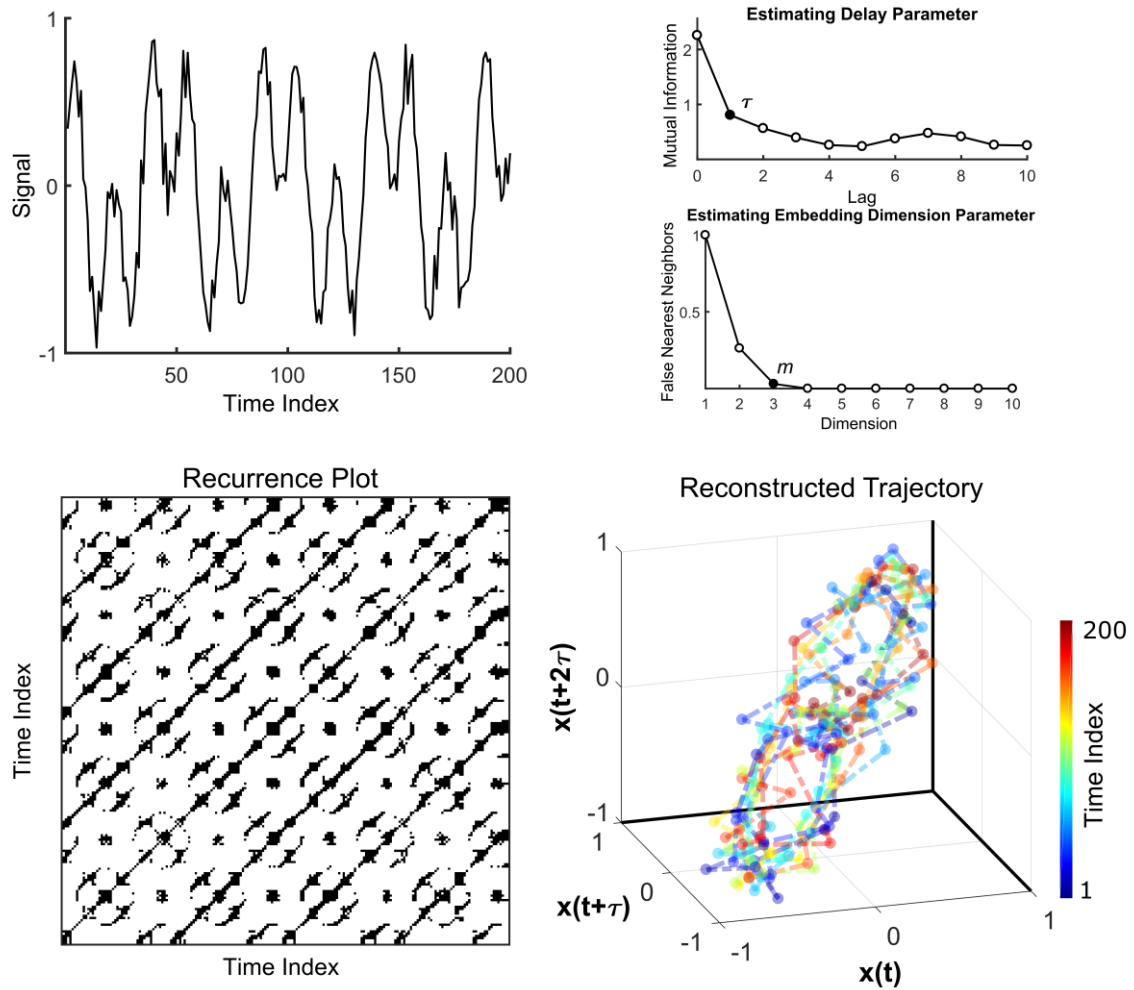 1
0
-1
Signal
50
100
150
200
Time Index
Estimating Delay Parameter
2
1
Mutual Information
τ
0
2
4
6
8
10
Lag
Estimating Embedding Dimension Parameter
1
0.5
False Nearest Neighbors
m
1
2
3
4
5
6
7
8
9
10
Dimension
Recurrence Plot
Time Index
Time Index
Reconstructed Trajectory
1
0
-1
x(t+2τ)
1
0
-1
x(t+τ)
-1
0
1
x(t)
200
1
Time Index